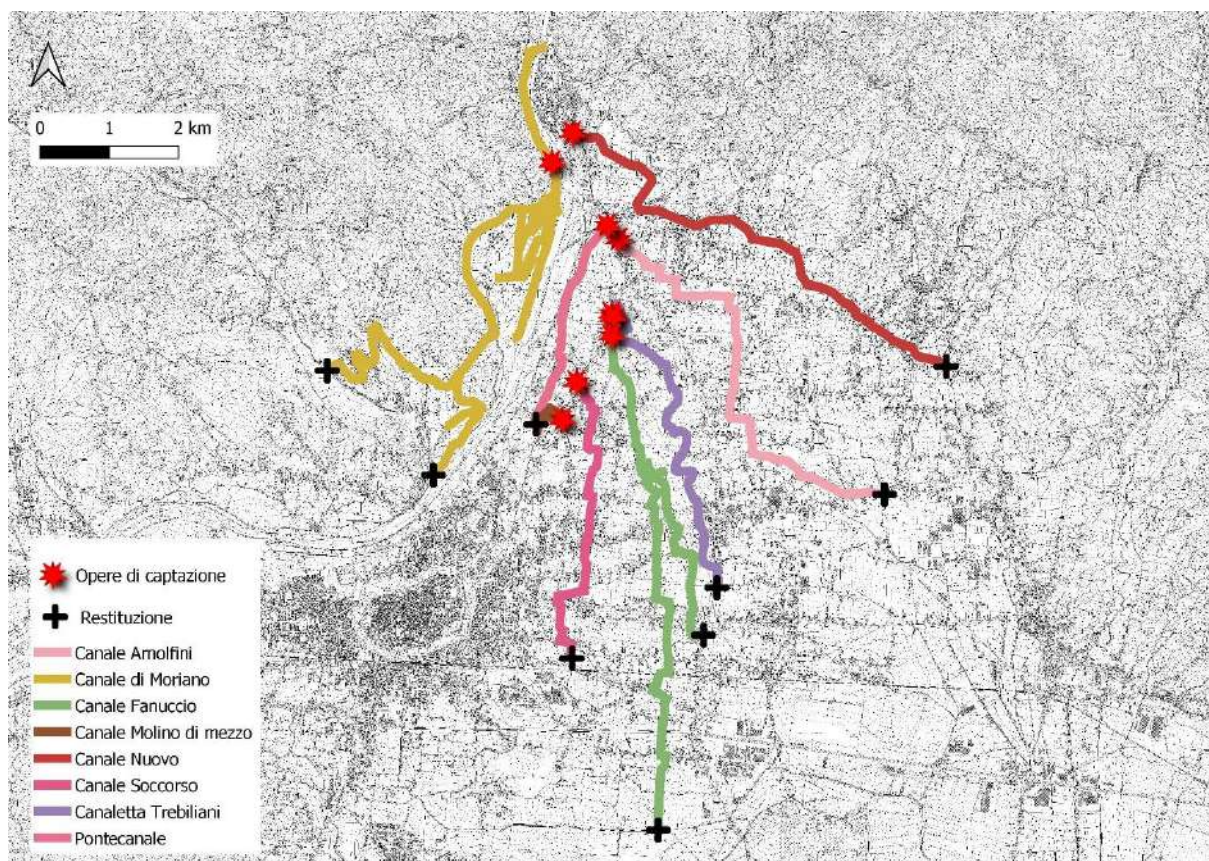 0 1 2 km
Opere di captazione
Restituzione
Canale Arnolfini
Canale di Moriano
Canale Fanuccio
Canale Molino di mezzo
Canale Nuovo
Canale Soccorso
Canaletta Trebiliani
Pontecanale